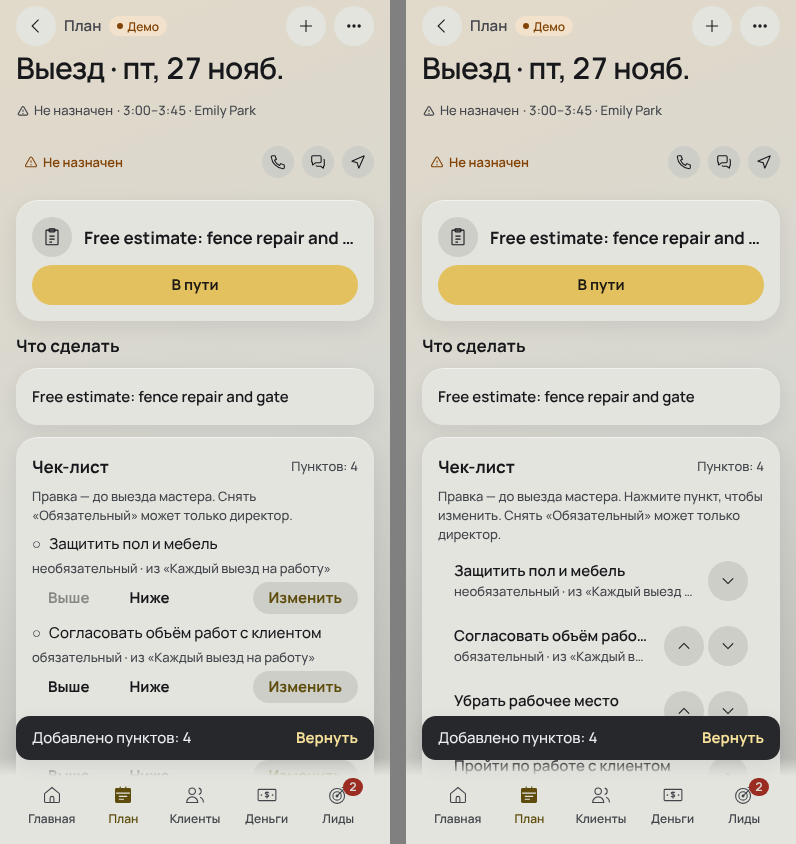 План
Демо
Выезд · пт, 27 нояб.
Не назначен · 3:00–3:45 · Emily Park
Не назначен
Free estimate: fence repair and ...
В пути
Что сделать
Free estimate: fence repair and gate
Чек-лист
Пунктов: 4
Правка — до выезда мастера. Снять
«Обязательный» может только директор.
Защитить пол и мебель
необязательный · из «Каждый выезд на работу»
Выше Ниже Изменить
Согласовать объём работ с клиентом
обязательный · из «Каждый выезд на работу»
Выше Ниже Изменить
Добавлено пунктов: 4 Вернуть
Выше Ниже Изменить
2
Главная План Клиенты Деньги Лиды
План
Демо
Выезд · пт, 27 нояб.
Не назначен · 3:00–3:45 · Emily Park
Не назначен
Free estimate: fence repair and ...
В пути
Что сделать
Free estimate: fence repair and gate
Чек-лист
Пунктов: 4
Правка — до выезда мастера. Нажмите пункт, чтобы
изменить. Снять «Обязательный» может только
директор.
Защитить пол и мебель
необязательный · из «Каждый выезд ...
Согласовать объём рабо...
обязательный · из «Каждый в...
Убрать рабочее место
Добавлено пунктов: 4 Вернуть
Пройти по работе с клиентом
2
Главная План Клиенты Деньги Лиды